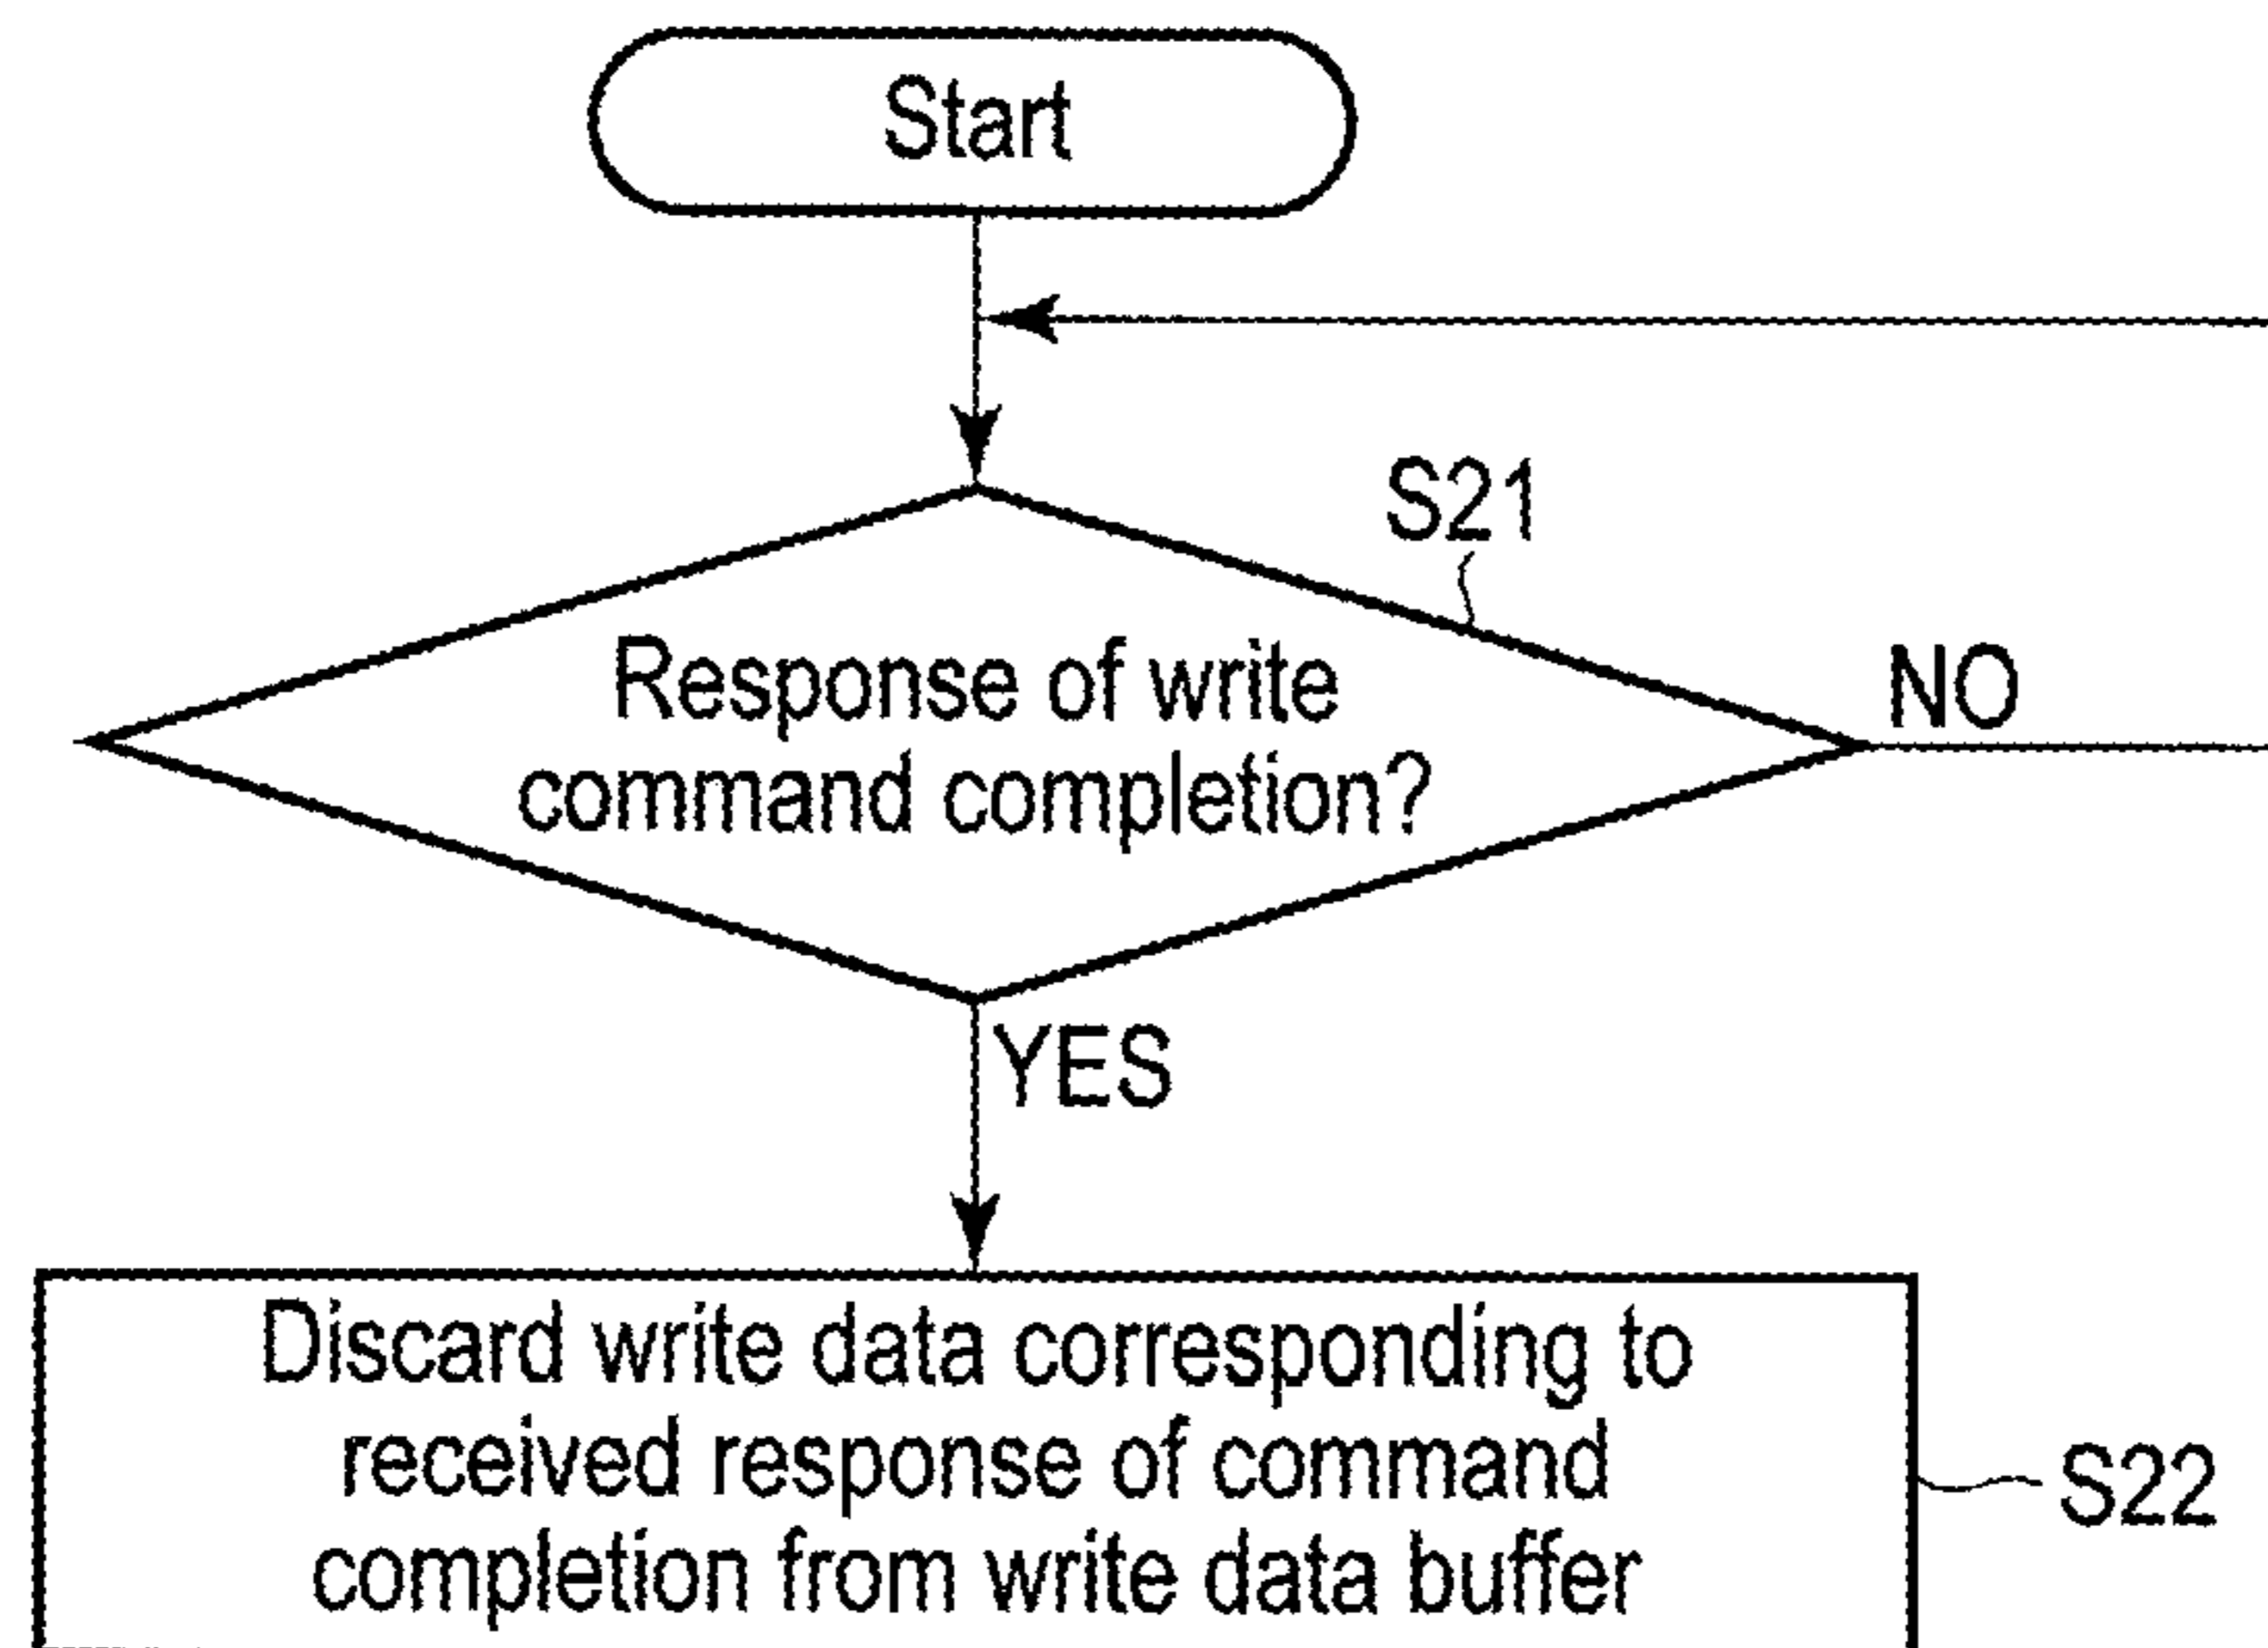 Start
S21
Response of write
command completion?
NO
YES
Discard write data corresponding to
received response of command
completion from write data buffer
S22